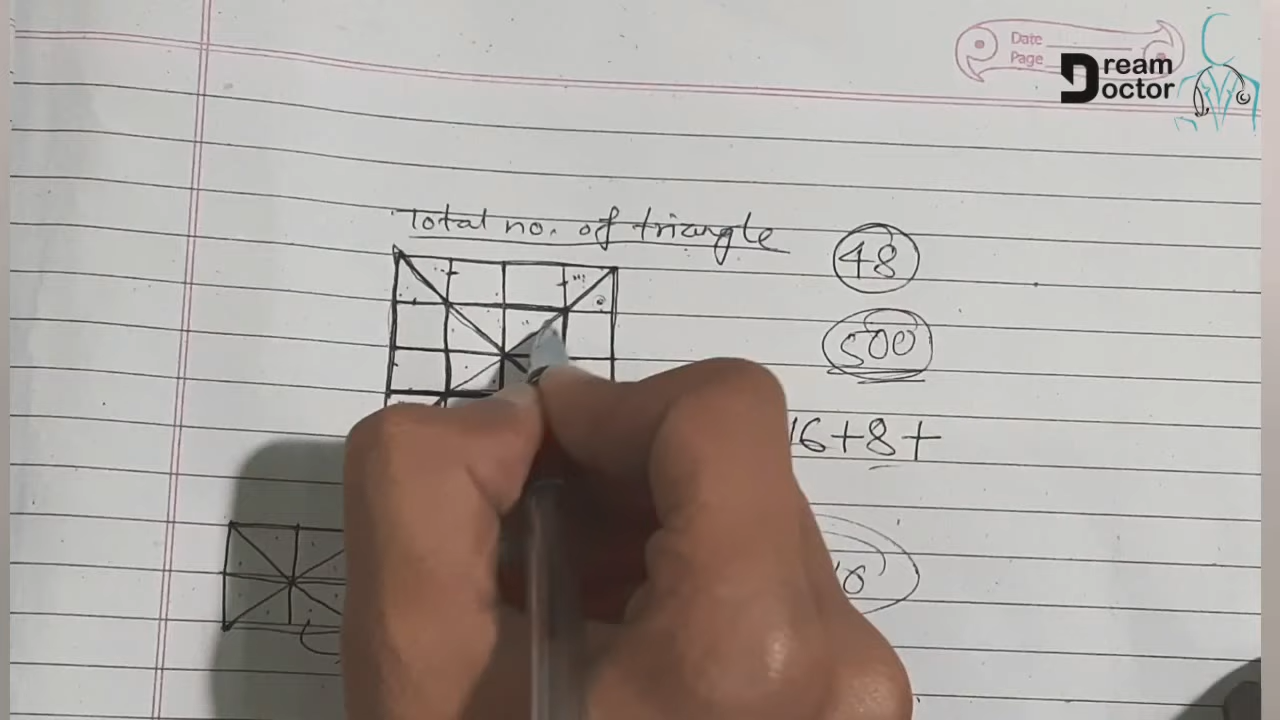 Date
Page
Dream
Doctor
Total no. of triangle
48
500
16+8+